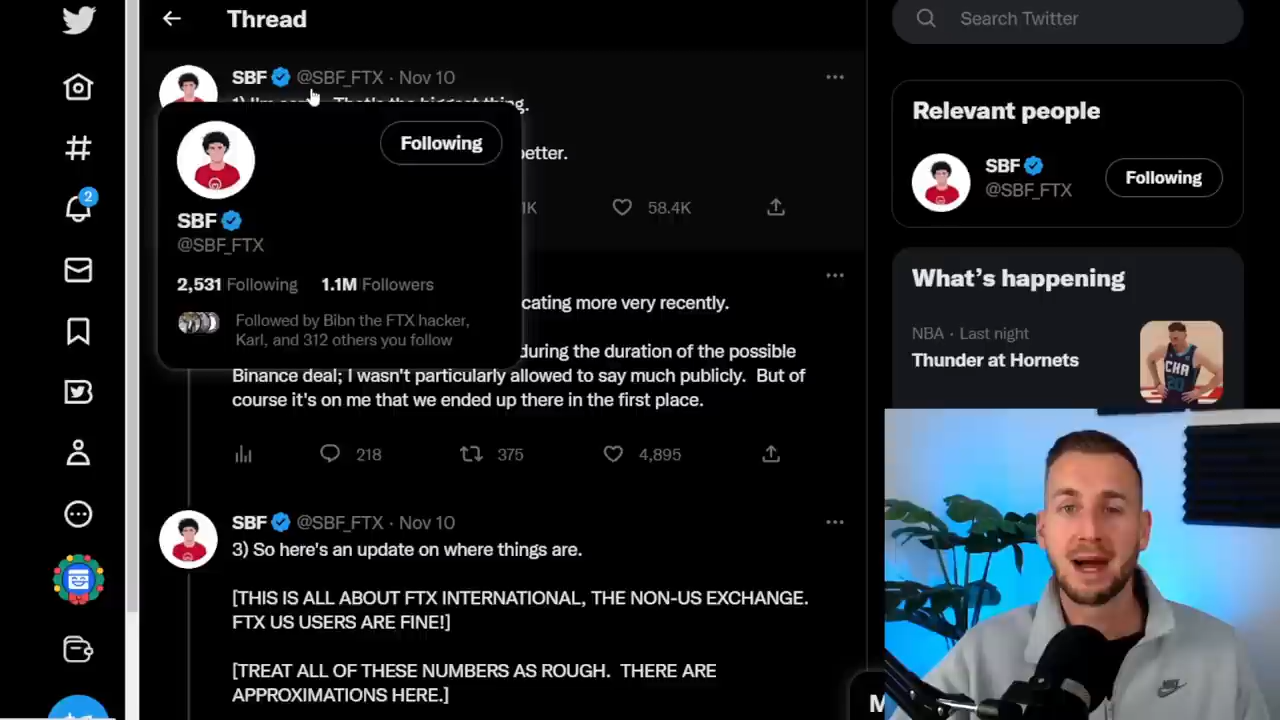 Thread
Search Twitter
SBF @SBF_FTX · Nov 10
thing.
better.
1K
58.4K
Following
SBF
@SBF_FTX
2,531 Following 1.1M Followers
Followed by Bibn the FTX hacker,
Karl, and 312 others you follow
cating more very recently.
during the duration of the possible
Binance deal; I wasn't particularly allowed to say much publicly. But of
course it's on me that we ended up there in the first place.
218
375
4,895
SBF @SBF_FTX · Nov 10
3) So here's an update on where things are.
[THIS IS ALL ABOUT FTX INTERNATIONAL, THE NON-US EXCHANGE.
FTX US USERS ARE FINE!]
[TREAT ALL OF THESE NUMBERS AS ROUGH. THERE ARE
APPROXIMATIONS HERE.]
2
Relevant people
SBF
@SBF_FTX
Following
What's happening
NBA · Last night
Thunder at Hornets
CHA
20
M